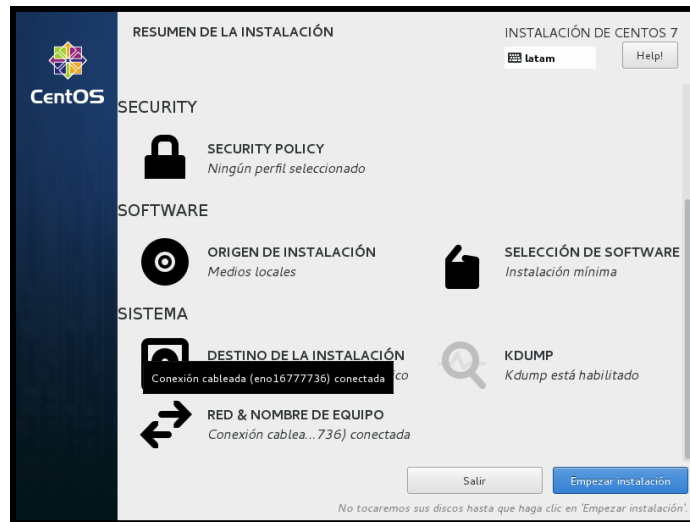 RESUMEN DE LA INSTALACIÓN
INSTALACIÓN DE CENTOS 7
latam
Help!
CentOS
SECURITY
SECURITY POLICY
Ningún perfil seleccionado
SOFTWARE
ORIGEN DE INSTALACIÓN
Medios locales
SELECCIÓN DE SOFTWARE
Instalación mínima
SISTEMA
DESTINO DE LA INSTALACIÓN
KDUMP
Kdump está habilitado
Conexión cableada (eno16777736) conectada
RED & NOMBRE DE EQUIPO
Conexión cablea...736) conectada
Salir
Empezar instalación
No tocaremos sus discos hasta que haga clic en 'Empezar instalación'.